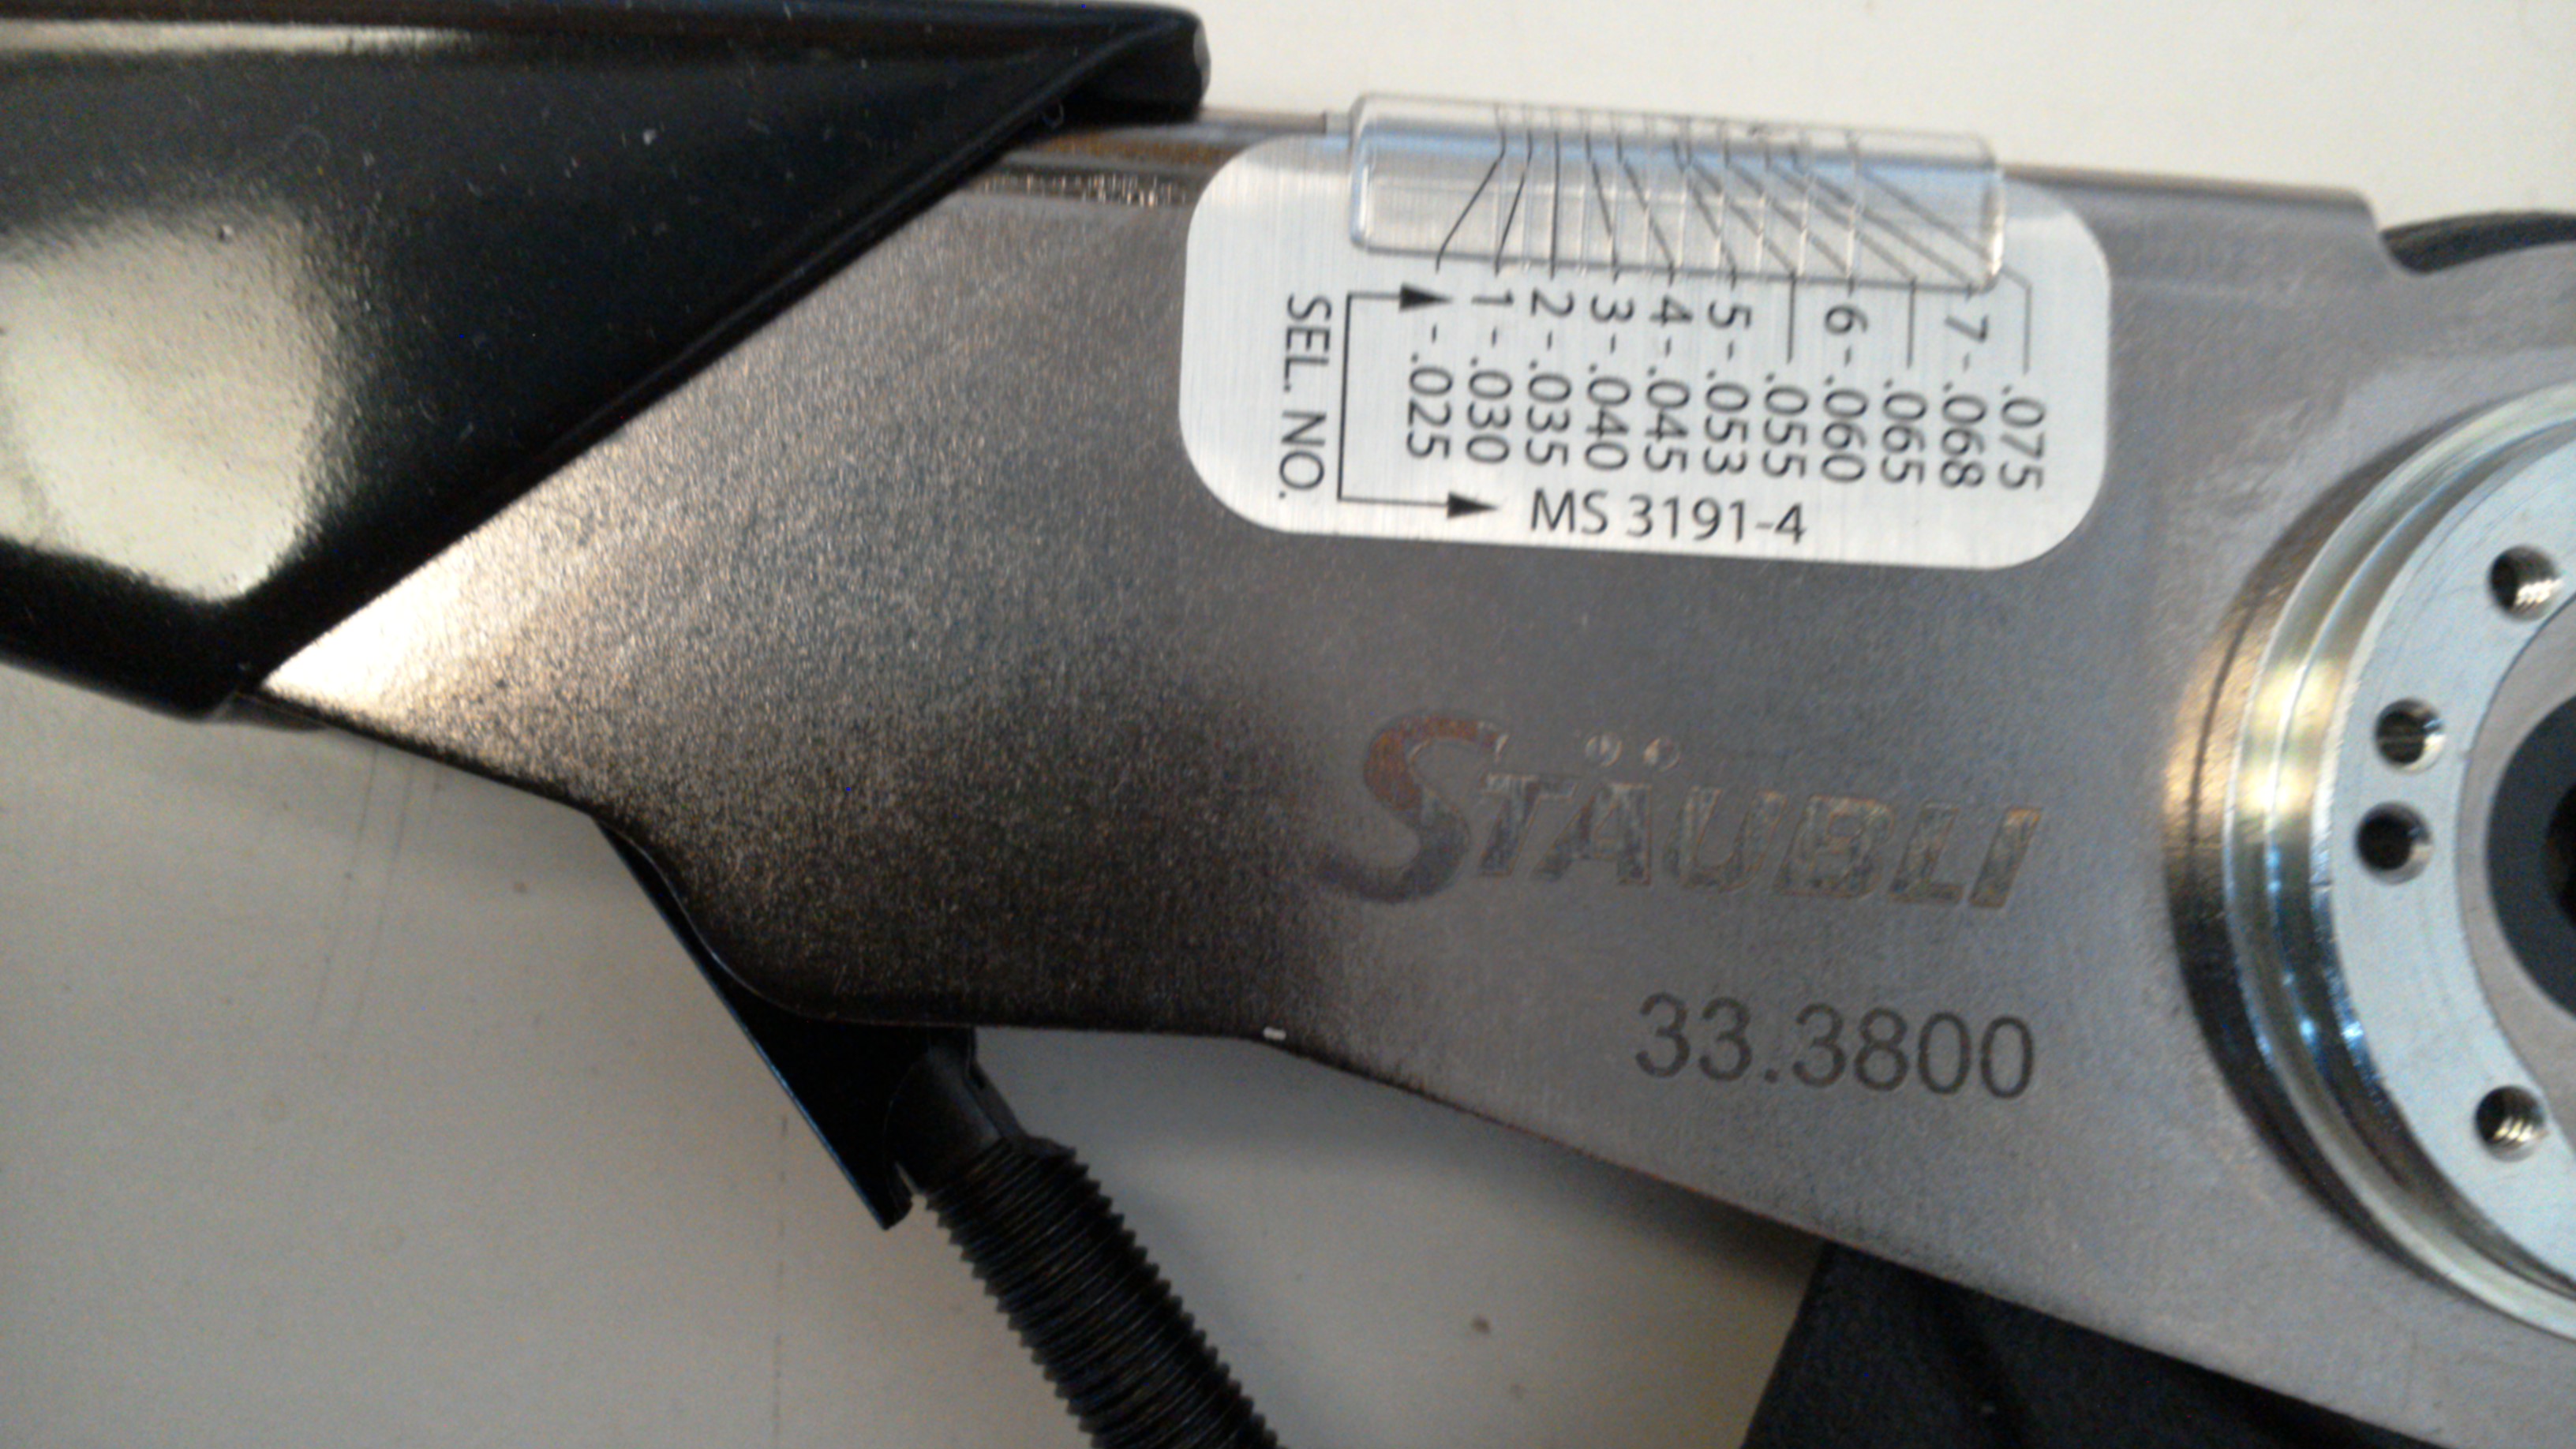 SEL. NO.
- .025
1 - .030
2 - .035
3 - .040
4 - .045
5 - .053
.055
6 - .060
.065
7 - .068
.075
MS 3191-4
STÄUBLI
33.3800